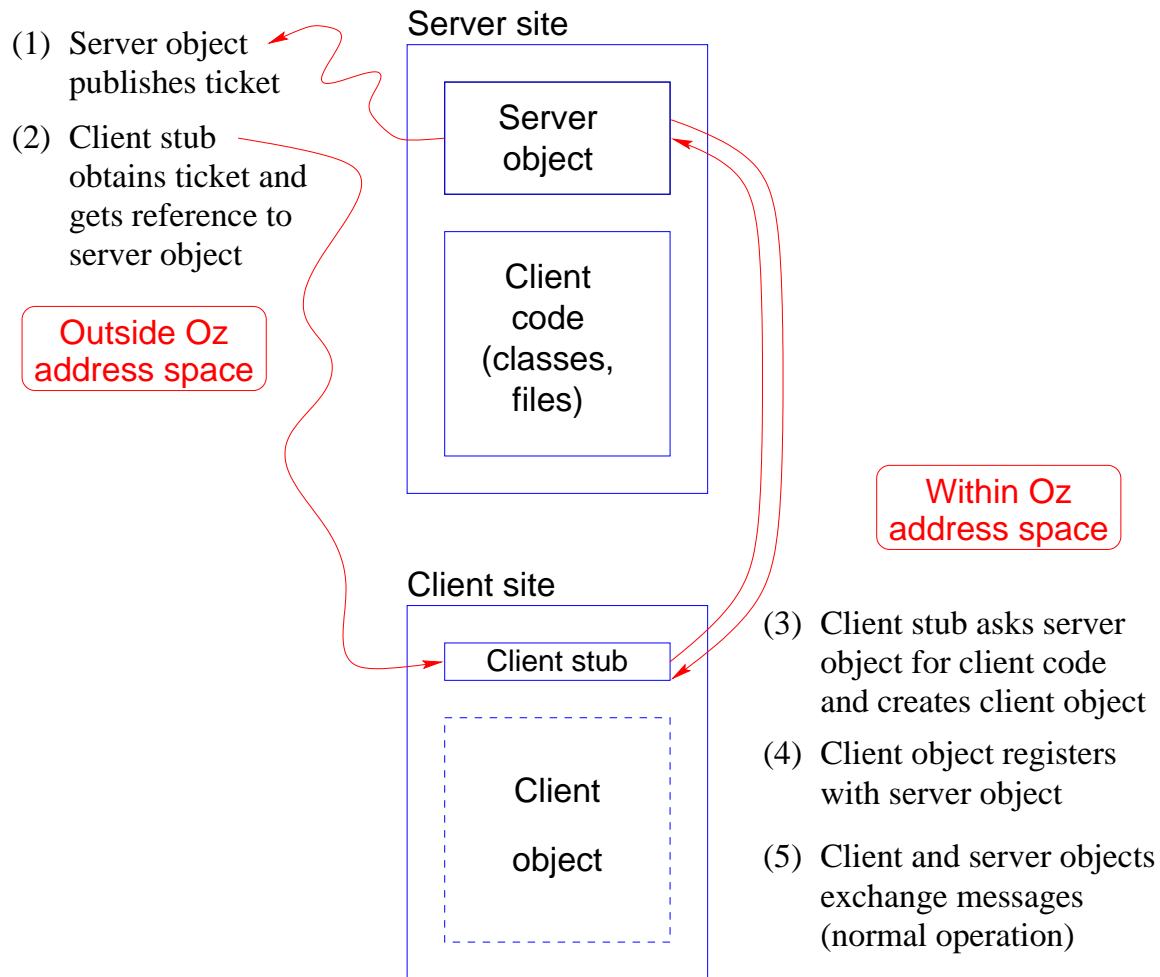 Server site
(1) Server object
publishes ticket
(2) Client stub
obtains ticket and
gets reference to
server object
Server
object
Client
code
(classes,
files)
Outside Oz
address space
Within Oz
address space
Client site
Client stub
Client
object
(3) Client stub asks server
object for client code
and creates client object
(4) Client object registers
with server object
(5) Client and server objects
exchange messages
(normal operation)